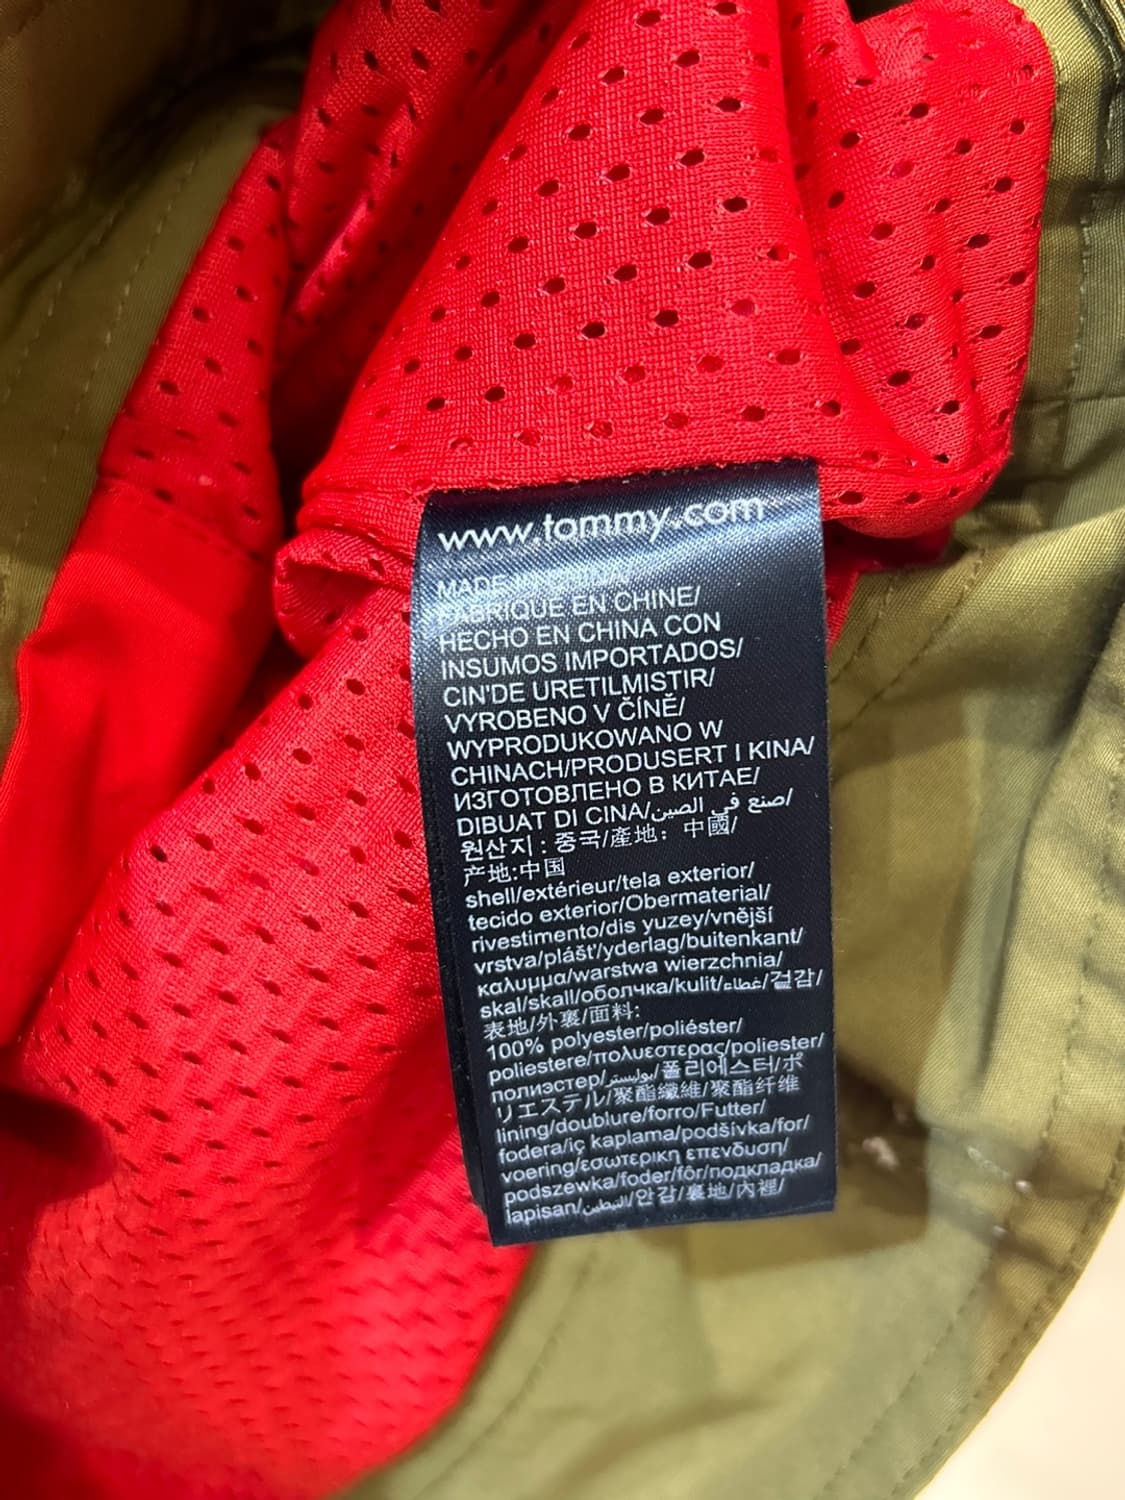 www.tommy.com
MADE IN CHINA/
FABRIQUE EN CHINE/
HECHO EN CHINA CON
INSUMOS IMPORTADOS/
CIN'DE URETILMISTIR/
VYROBENO V ČÍNĚ/
WYPRODUKOWANO W
CHINACH/PRODUSERT I KINA/
ИЗГОТОВЛЕНО В КИТАЕ/
DIBUAT DI CINA/صنع في الصين/
원산지 : 중국/產地: 中國/
产地:中国
shell/extérieur/tela exterior/
tecido exterior/Obermaterial/
rivestimento/dis yuzey/vnější
vrstva/plášť/yderlag/buitenkant/
καλυμμα/warstwa wierzchnia/
skal/skall/оболчка/kulit/غطاء/겉감/
表地/外裏/面料:
100% polyester/poliéster/
poliestere/πολυεστερας/poliester/
полиэстер/بوليستر/폴리에스터/ポ
リエステル/聚酯纖維/聚酯纤维
lining/doublure/forro/Futter/
fodera/iç kaplama/podšívka/for/
voering/εσωτερικη επενδυση/
podszewka/foder/fôr/подкладка/
lapisan/التبطين/안감/裏地/內裡/